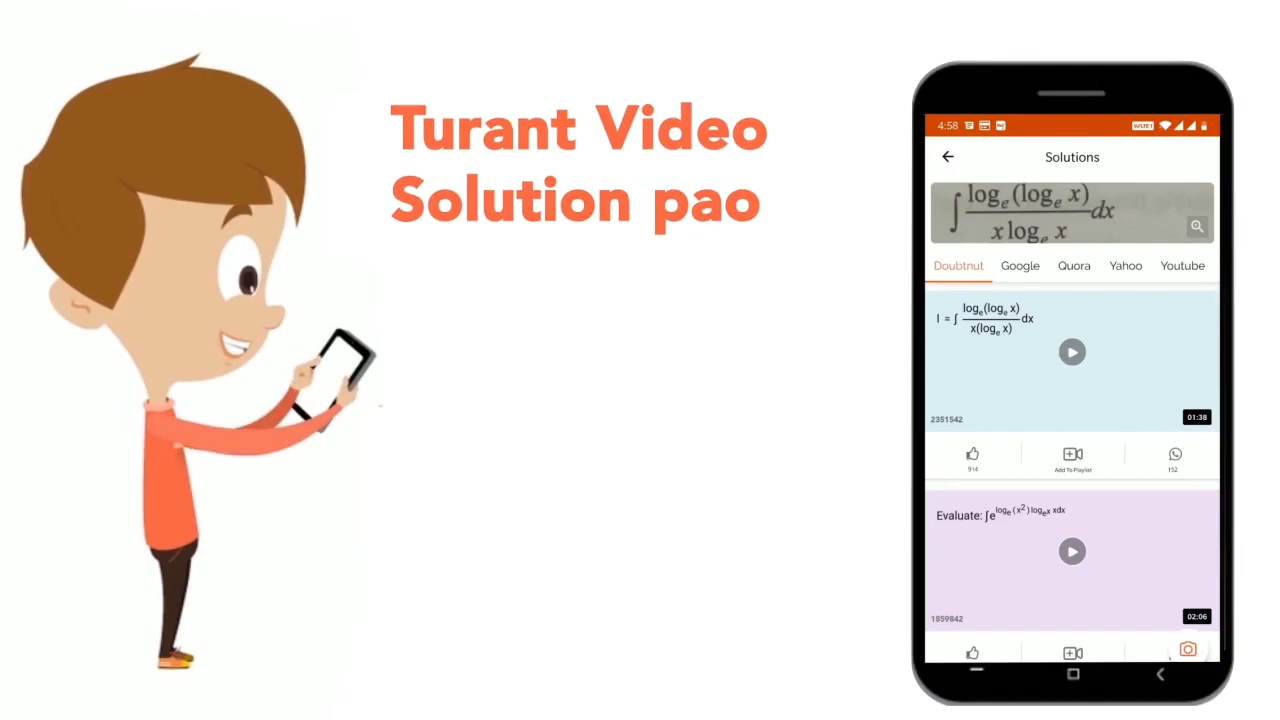 Turant Video
Solution pao
4:58
Solutions
∫ logₑ(logₑ x)/x logₑ x dx
Doubtnut Google Quora Yahoo Youtube
I = ∫ logₑ(logₑ x)/x(logₑ x) dx
2351542 01:38
914 Add To Playlist 152
Evaluate: ∫e^logₑ(x²)logₑx xdx
1859842 02:06